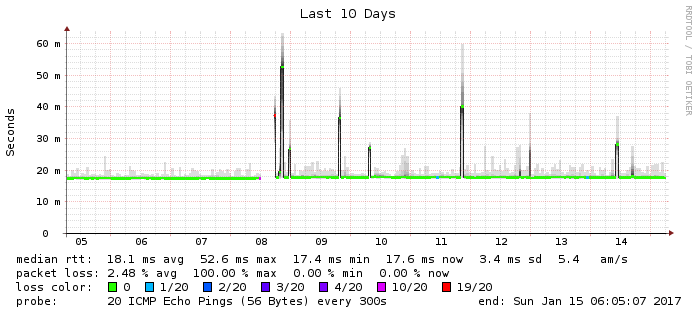 Last 10 Days
RRDTOOL / TOBI OETIKER
Seconds
60 m
50 m
40 m
30 m
20 m
10 m
0
05 06 07 08 09 10 11 12 13 14
median rtt: 18.1 ms avg 52.6 ms max 17.4 ms min 17.6 ms now 3.4 ms sd 5.4 am/s
packet loss: 2.48 % avg 100.00 % max 0.00 % min 0.00 % now
loss color: 0 1/20 2/20 3/20 4/20 10/20 19/20
probe: 20 ICMP Echo Pings (56 Bytes) every 300s end: Sun Jan 15 06:05:07 2017